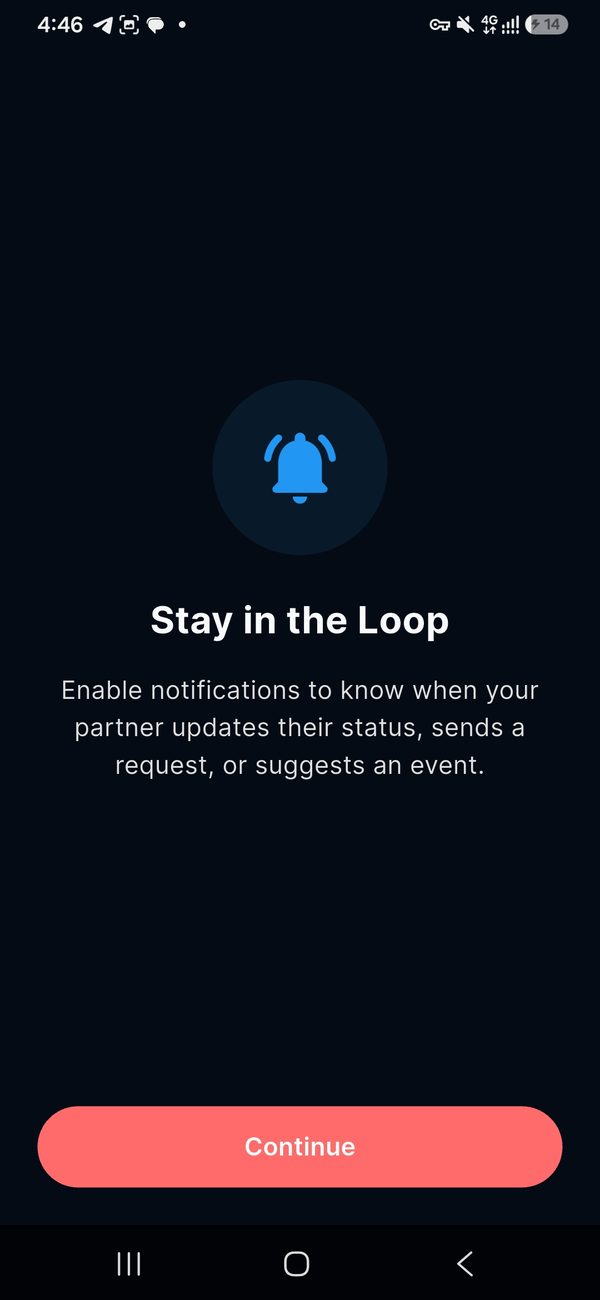 4:46
4G
14
Stay in the Loop
Enable notifications to know when your
partner updates their status, sends a
request, or suggests an event.
Continue